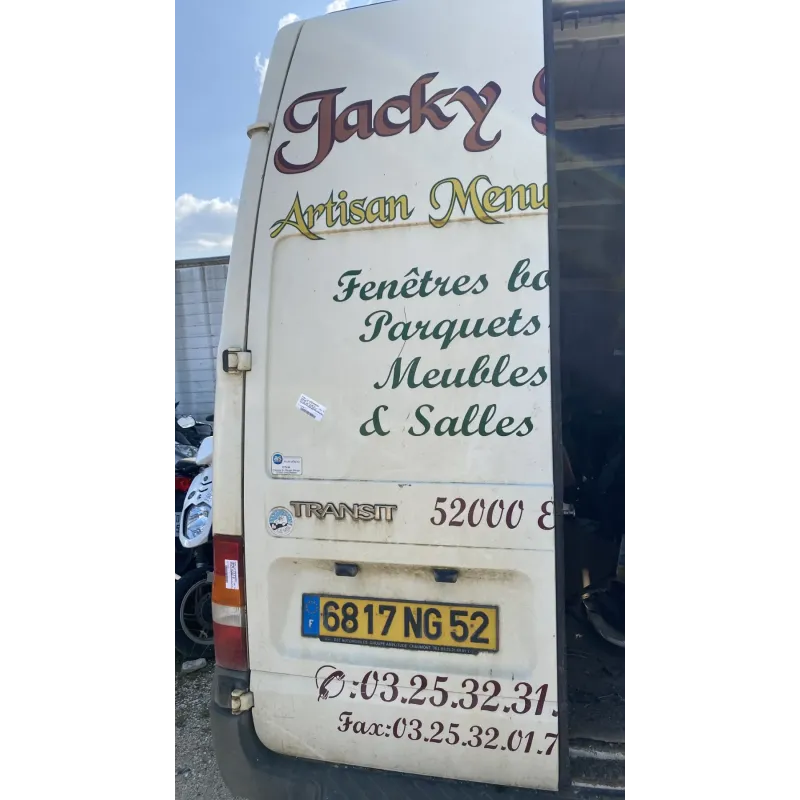 Jacky
Artisan Menu
Fenêtres bo
Parquets
Meubles
& Salles
TRANSIT
52000 E
F 6817 NG 52
:03.25.32.31.
Fax:03.25.32.01.7